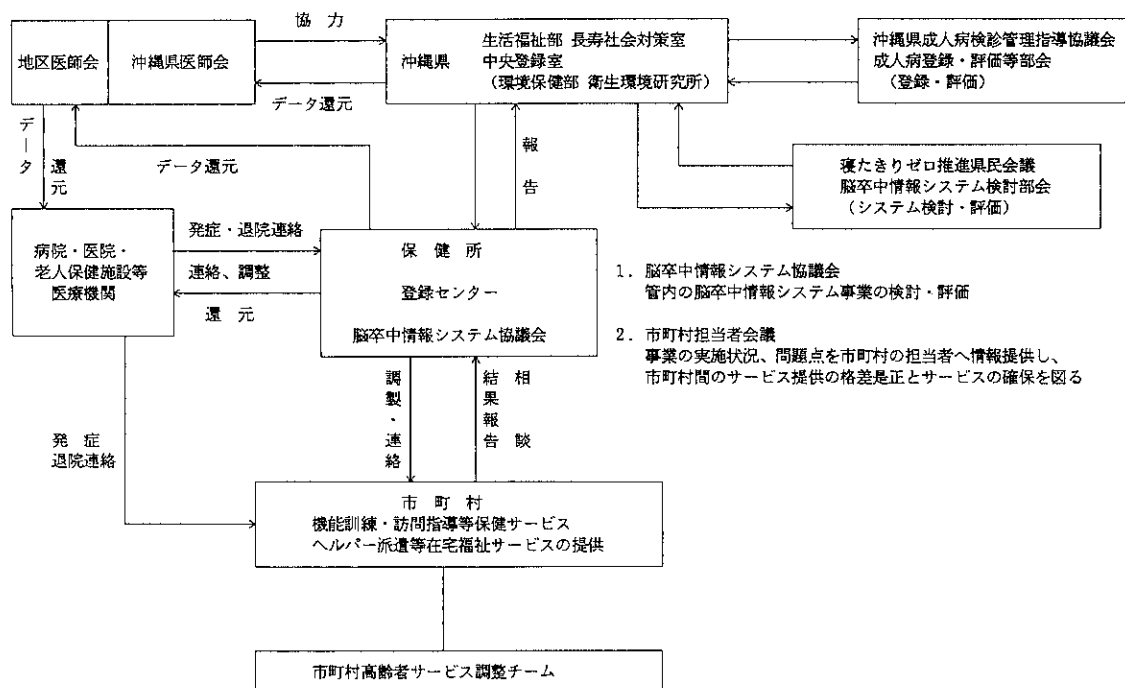 地区医師会
沖縄県医師会
協 力
データ還元
沖縄県
生活福祉部 長寿社会対策室
中央登録室
(環境保健部 衛生環境研究所)
沖縄県成人病検診管理指導協議会
成人病登録・評価等部会
(登録・評価)
データ
還元
データ還元
報告
寝たきりゼロ推進県民会議
脳卒中情報システム検討部会
(システム検討・評価)
病院・医院・
老人保健施設等
医療機関
発症・退院連絡
連絡、調整
還 元
保 健 所
登録センター
脳卒中情報システム協議会
1. 脳卒中情報システム協議会
管内の脳卒中情報システム事業の検討・評価
2. 市町村担当者会議
事業の実施状況、問題点を市町村の担当者へ情報提供し、
市町村間のサービス提供の格差是正とサービスの確保を図る
調製・連絡
結果報告
相談
発 症
退院連絡
市 町 村
機能訓練・訪問指導等保健サービス
ヘルパー派遣等在宅福祉サービスの提供
市町村高齢者サービス調整チーム